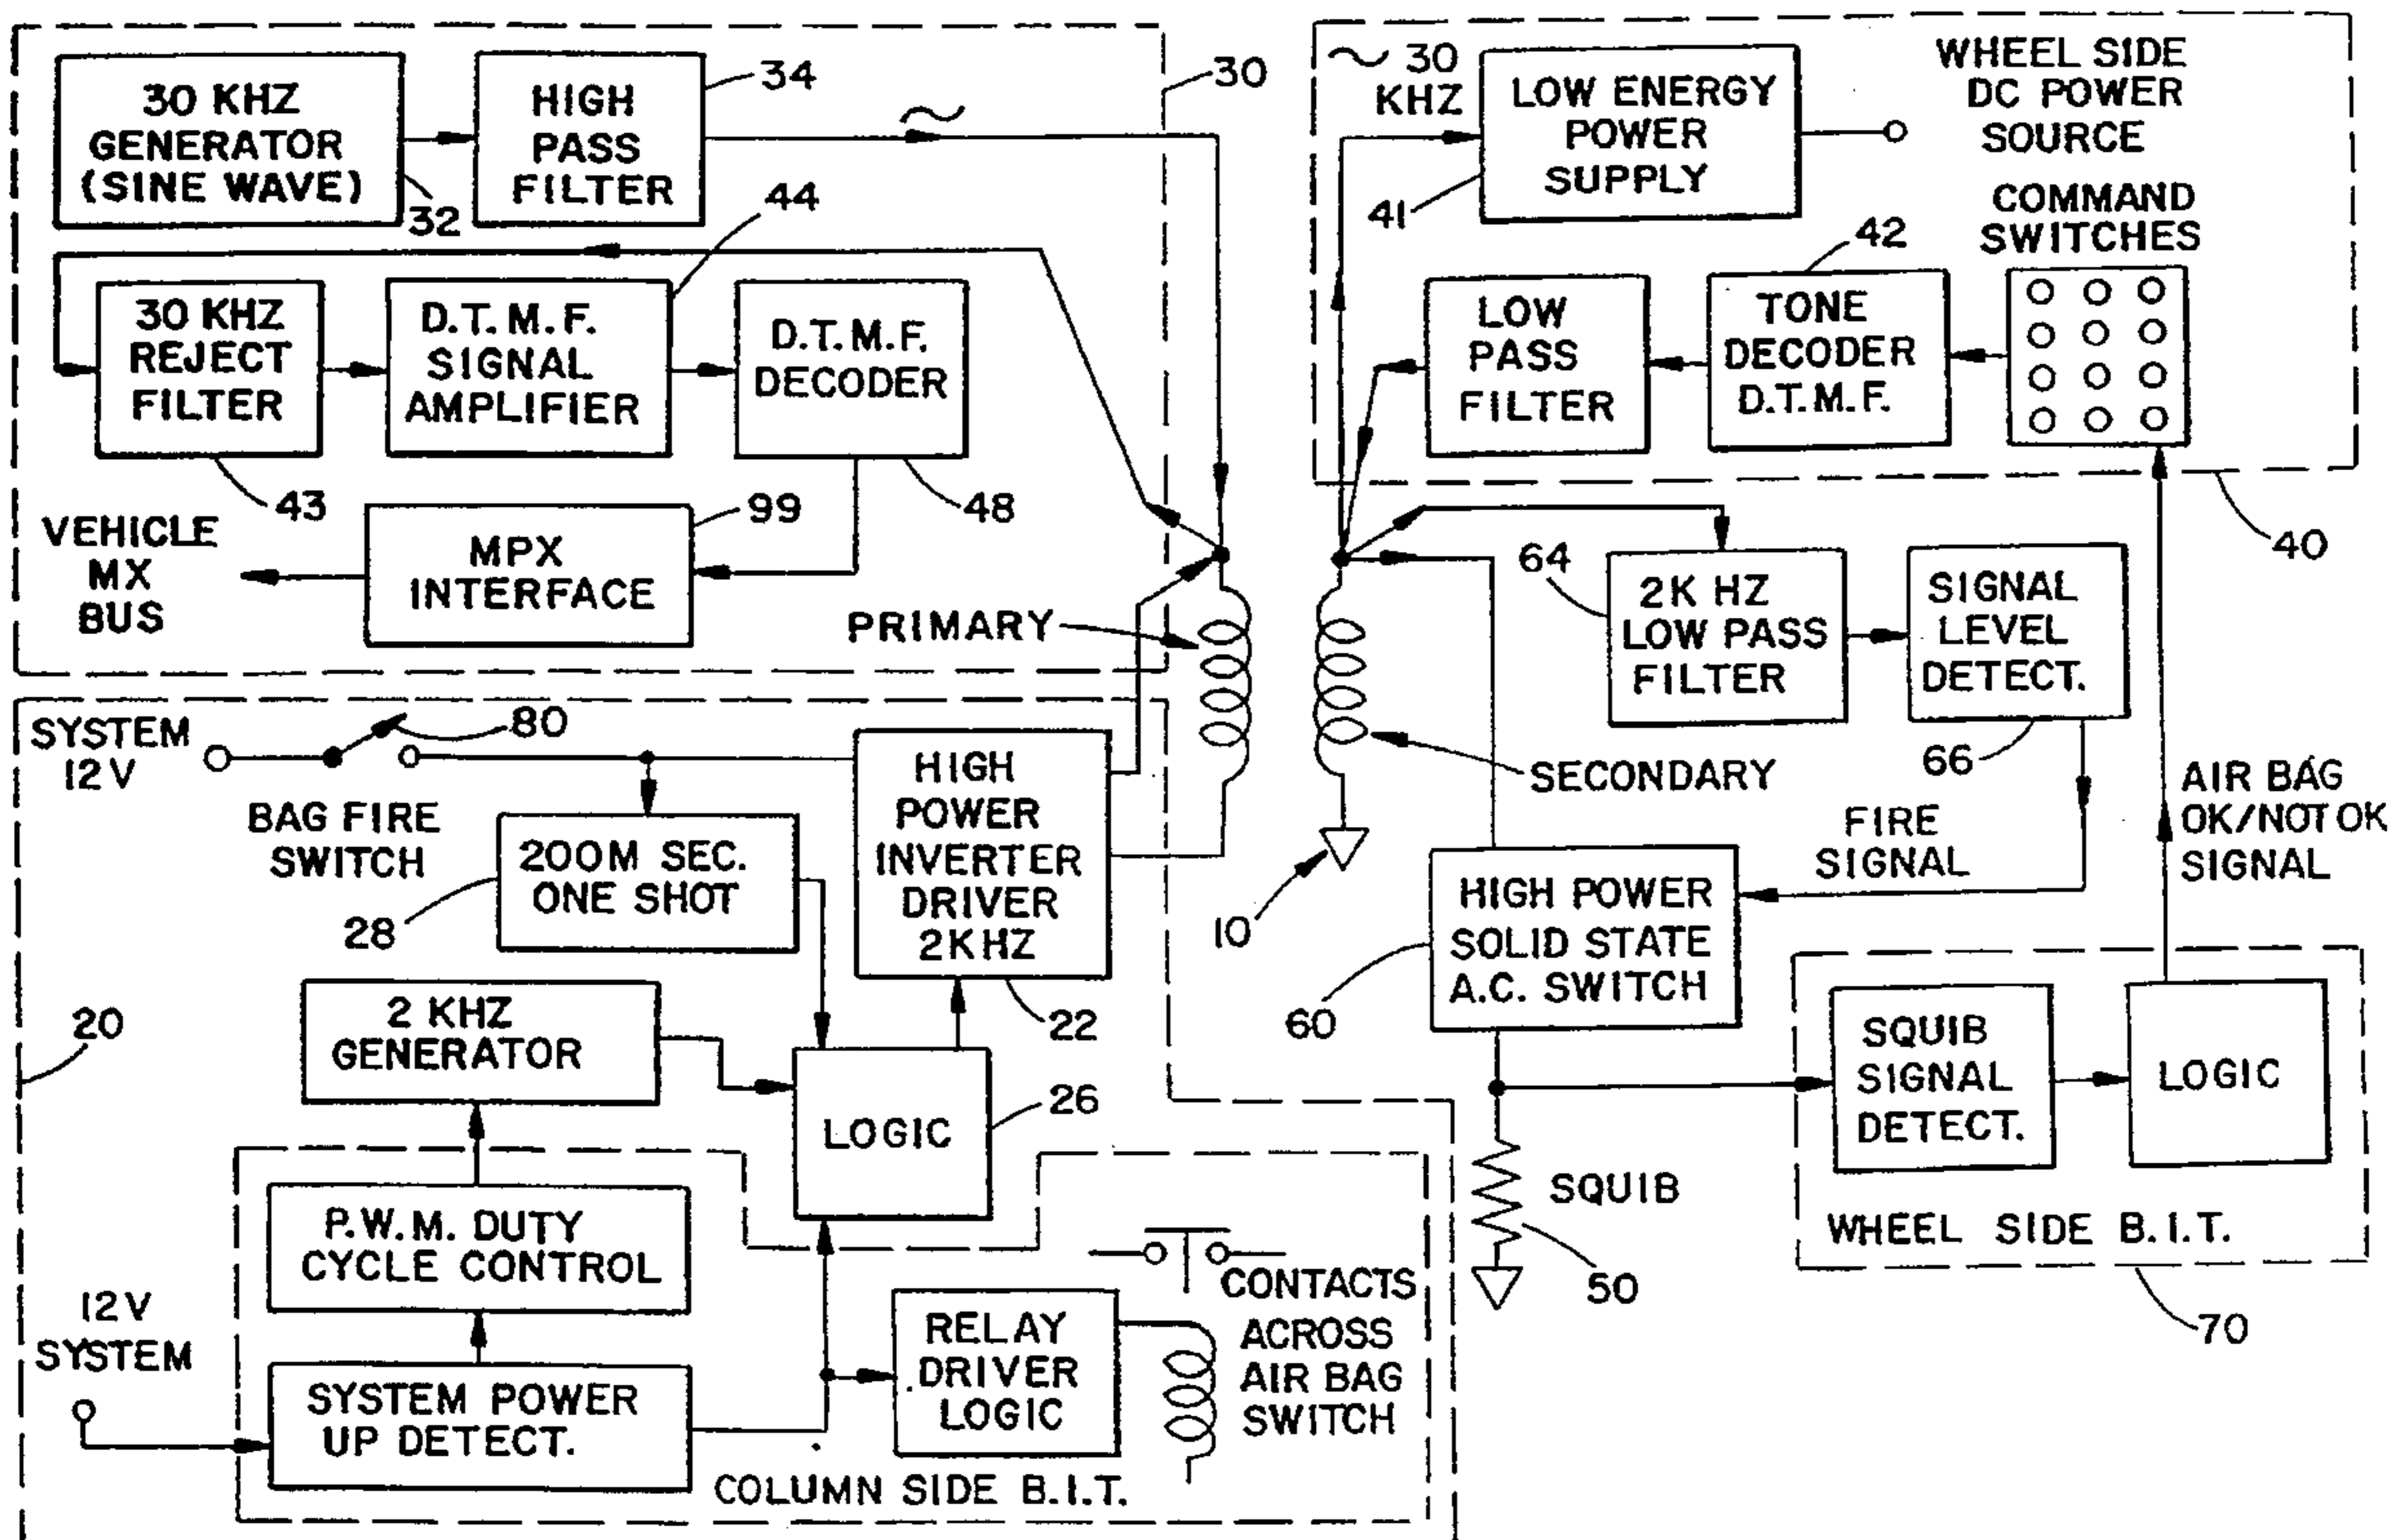 30 KHZ
GENERATOR
(SINE WAVE)
32
HIGH
PASS
FILTER
34
30
44
30 KHZ
REJECT
FILTER
43
D.T.M.F.
SIGNAL
AMPLIFIER
D.T.M.F.
DECODER
48
VEHICLE
MX
BUS
MPX
INTERFACE
99
PRIMARY
30
KHZ
LOW ENERGY
POWER
SUPPLY
41
WHEEL SIDE
DC POWER
SOURCE
COMMAND
SWITCHES
42
LOW
PASS
FILTER
TONE
DECODER
D.T.M.F.
40
64
2K HZ
LOW PASS
FILTER
SIGNAL
LEVEL
DETECT.
66
SECONDARY
10
FIRE
SIGNAL
AIR BAG
OK/NOT OK
SIGNAL
HIGH POWER
SOLID STATE
A.C. SWITCH
60
SQUIB
SIGNAL
DETECT.
LOGIC
WHEEL SIDE B.I.T.
70
SQUIB
50
SYSTEM
12V
80
BAG FIRE
SWITCH
200M SEC.
ONE SHOT
28
HIGH
POWER
INVERTER
DRIVER
2KHZ
22
20
2 KHZ
GENERATOR
LOGIC
26
P.W.M. DUTY
CYCLE CONTROL
12V
SYSTEM
SYSTEM POWER
UP DETECT.
RELAY
DRIVER
LOGIC
CONTACTS
ACROSS
AIR BAG
SWITCH
COLUMN SIDE B.I.T.